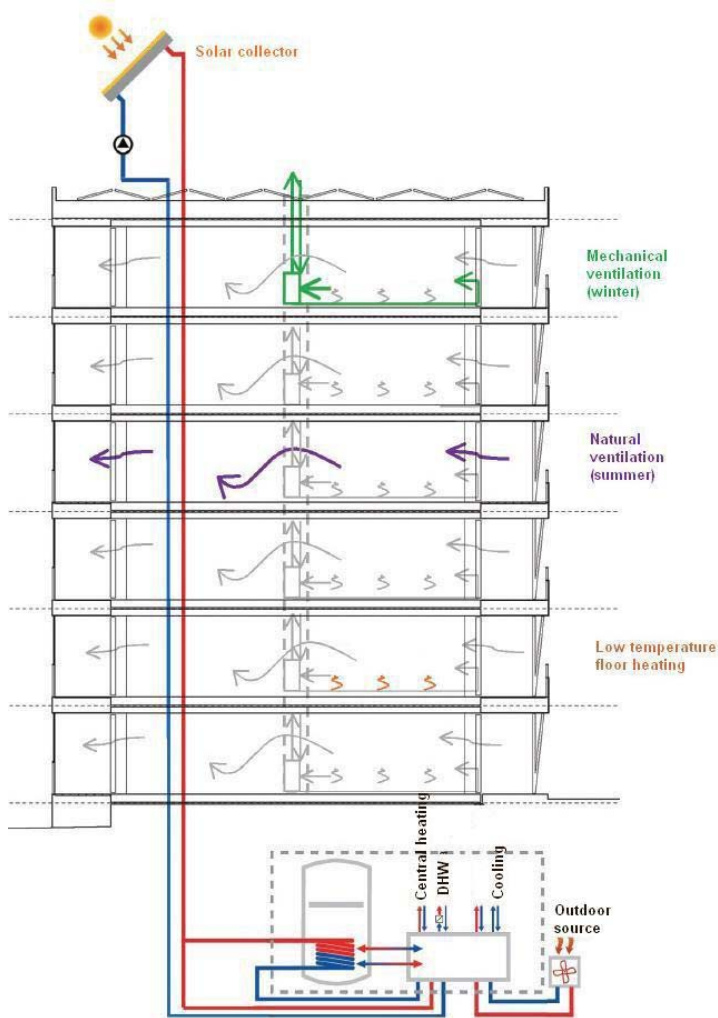 Solar collector
Mechanical
ventilation
(winter)
Natural
ventilation
(summer)
Low temperature
floor heating
Central heating
DHW
Cooling
Outdoor
source